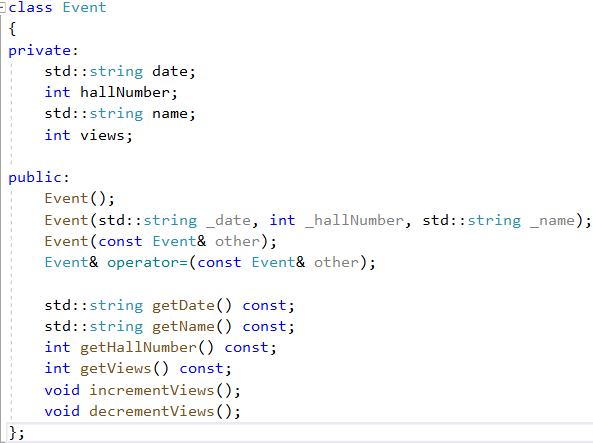 class Event
{
private:
    std::string date;
    int hallNumber;
    std::string name;
    int views;

public:
    Event();
    Event(std::string _date, int _hallNumber, std::string _name);
    Event(const Event& other);
    Event& operator=(const Event& other);

    std::string getDate() const;
    std::string getName() const;
    int getHallNumber() const;
    int getViews() const;
    void incrementViews();
    void decrementViews();
};